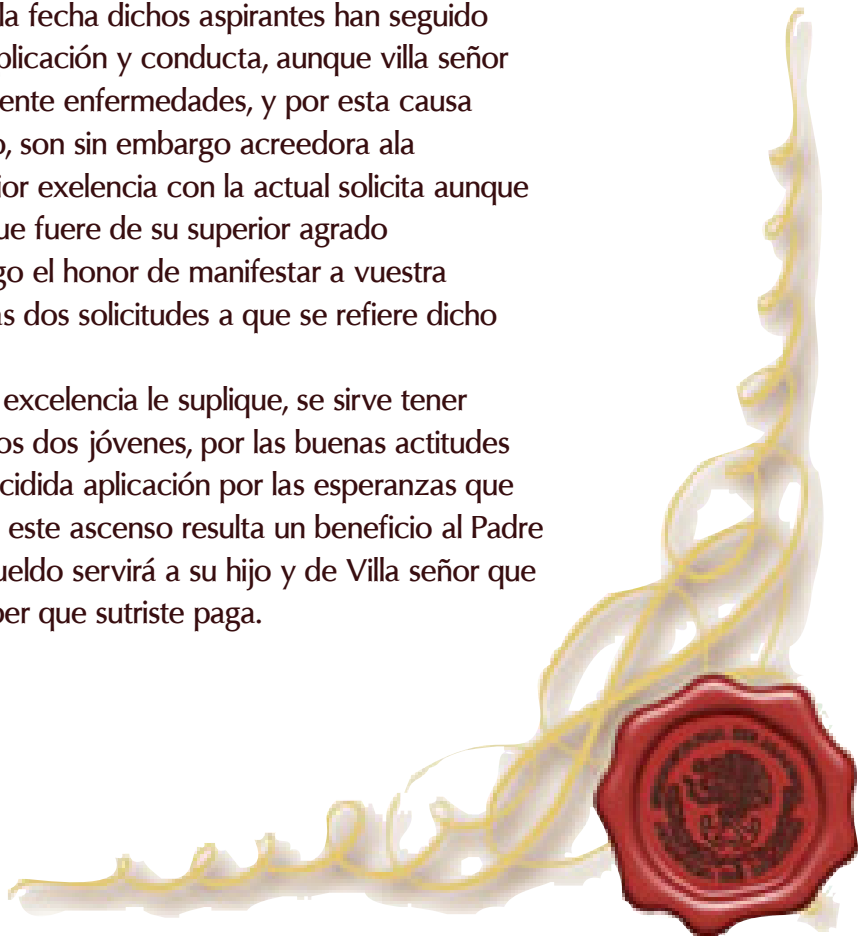 la fecha dichos aspirantes han seguido
plicación y conducta, aunque villa señor
ente enfermedades, y por esta causa
o, son sin embargo acreedora ala
ior exelencia con la actual solicita aunque
ue fuere de su superior agrado
go el honor de manifestar a vuestra
as dos solicitudes a que se refiere dicho
excelencia le suplique, se sirve tener
os dos jóvenes, por las buenas actitudes
cidida aplicación por las esperanzas que
este ascenso resulta un beneficio al Padre
ueldo servirá a su hijo y de Villa señor que
ber que sutriste paga.